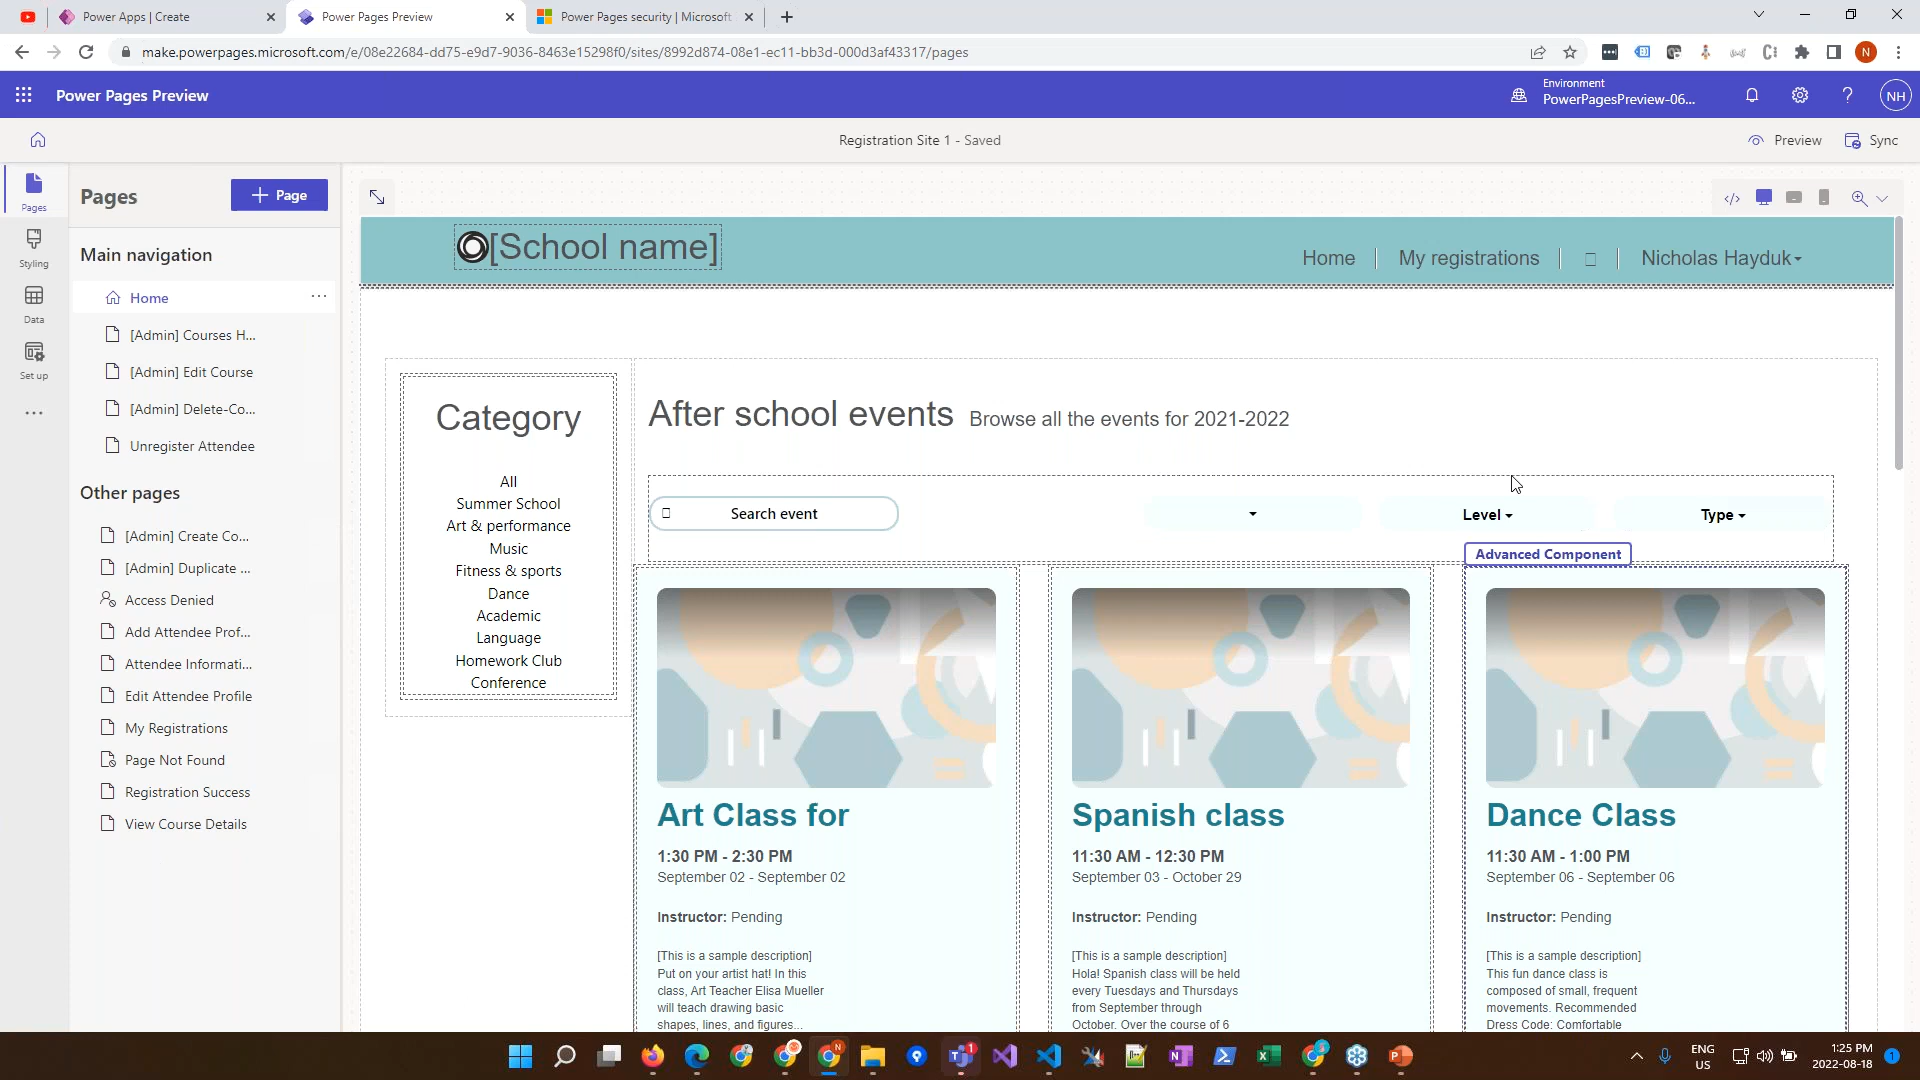 Power Apps | Create
Power Pages Preview
Power Pages security | Microsoft
make.powerpages.microsoft.com/e/08e22684-dd75-e9d7-9036-8463e15298f0/sites/8992d874-08e1-ec11-bb3d-000d3af43317/pages
N
Power Pages Preview
Environment
PowerPagesPreview-06...
NH
Registration Site 1 - Saved
Preview
Sync
Pages
Styling
Data
Set up
Pages
Page
Main navigation
Home
[Admin] Courses H...
[Admin] Edit Course
[Admin] Delete-Co...
Unregister Attendee
Other pages
[Admin] Create Co...
[Admin] Duplicate ...
Access Denied
Add Attendee Prof...
Attendee Informati...
Edit Attendee Profile
My Registrations
Page Not Found
Registration Success
View Course Details
[School name]
Home
My registrations
Nicholas Hayduk
Category
All
Summer School
Art & performance
Music
Fitness & sports
Dance
Academic
Language
Homework Club
Conference
After school events Browse all the events for 2021-2022
Search event
Level
Type
Advanced Component
Art Class for
1:30 PM - 2:30 PM
September 02 - September 02
Instructor: Pending
[This is a sample description]
Put on your artist hat! In this
class, Art Teacher Elisa Mueller
will teach drawing basic
shapes, lines, and figures...
Spanish class
11:30 AM - 12:30 PM
September 03 - October 29
Instructor: Pending
[This is a sample description]
Hola! Spanish class will be held
every Tuesdays and Thursdays
from September through
October. Over the course of 6
Dance Class
11:30 AM - 1:00 PM
September 06 - September 06
Instructor: Pending
[This is a sample description]
This fun dance class is
composed of small, frequent
movements. Recommended
Dress Code: Comfortable
ENG
US
1:25 PM
2022-08-18